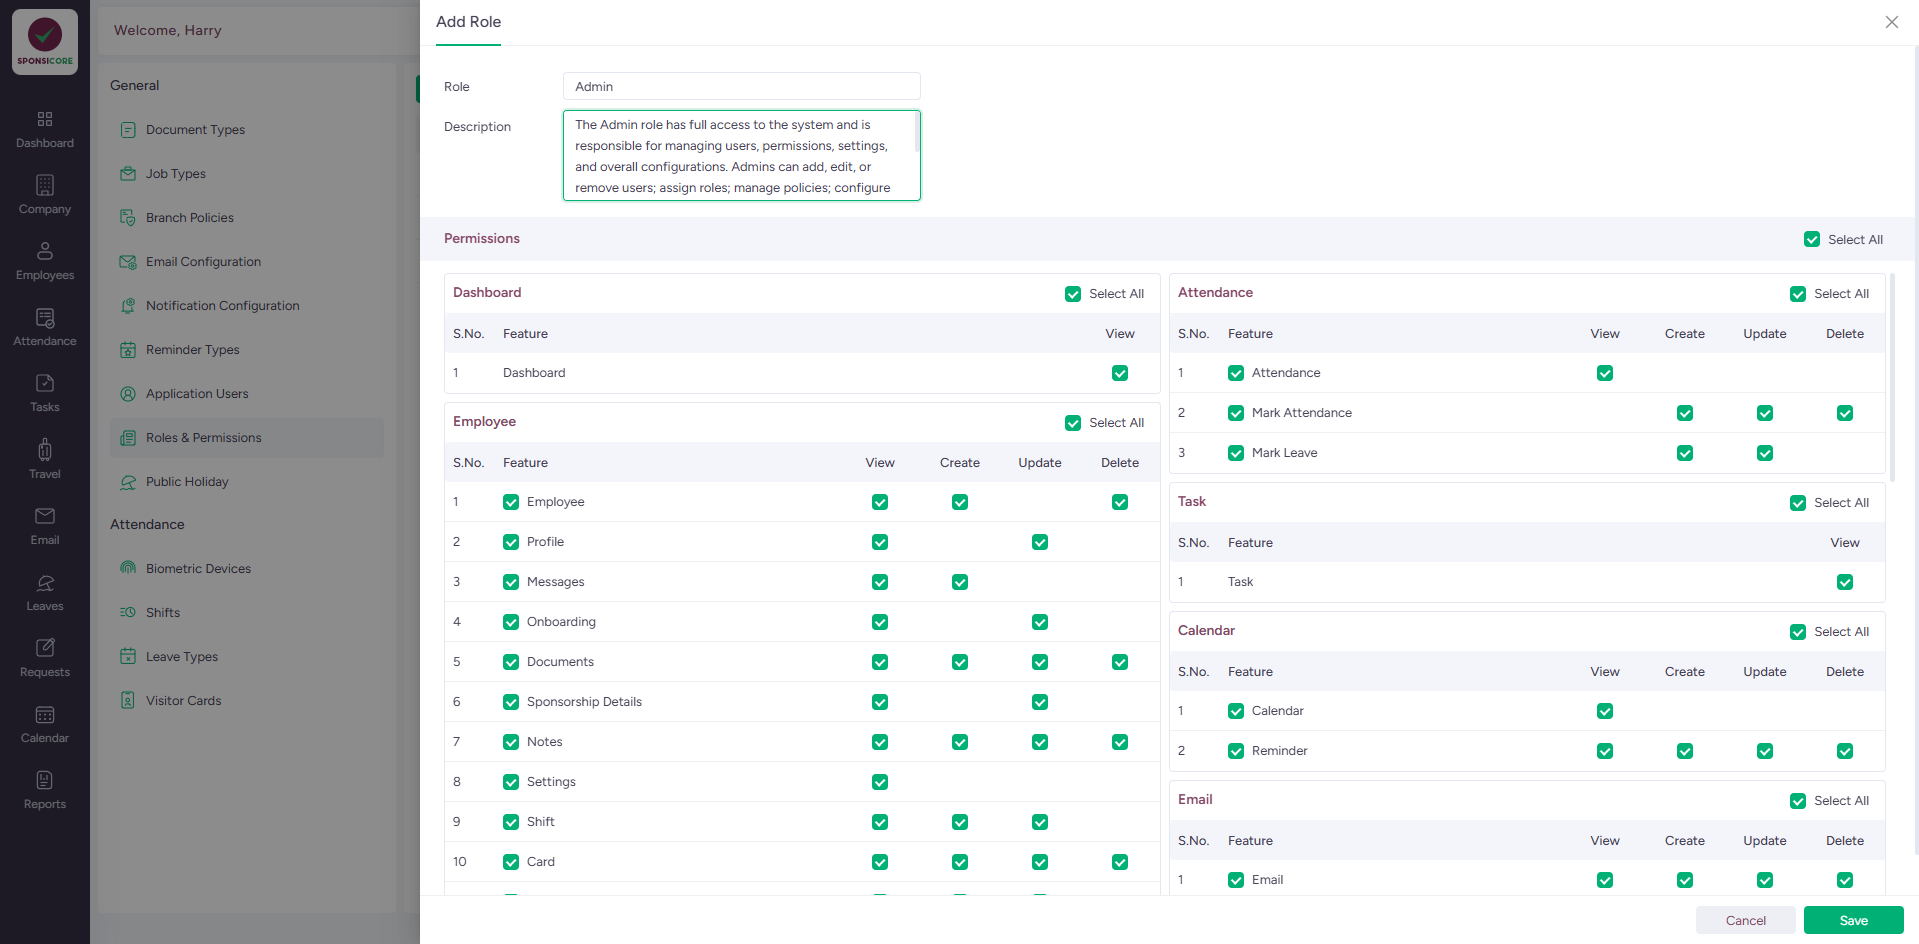 SPONSICORE
Dashboard
Company
Employees
Attendance
Tasks
Travel
Email
Leaves
Requests
Calendar
Reports
Welcome, Harry
General
Document Types
Job Types
Branch Policies
Email Configuration
Notification Configuration
Reminder Types
Application Users
Roles & Permissions
Public Holiday
Attendance
Biometric Devices
Shifts
Leave Types
Visitor Cards
Add Role
Role Admin
Description
The Admin role has full access to the system and is
responsible for managing users, permissions, settings,
and overall configurations. Admins can add, edit, or
remove users; assign roles; manage policies; configure
Permissions Select All
Dashboard Select All
S.No. Feature View
1 Dashboard
Employee Select All
S.No. Feature View Create Update Delete
1 Employee
2 Profile
3 Messages
4 Onboarding
5 Documents
6 Sponsorship Details
7 Notes
8 Settings
9 Shift
10 Card
Attendance Select All
S.No. Feature View Create Update Delete
1 Attendance
2 Mark Attendance
3 Mark Leave
Task Select All
S.No. Feature View
1 Task
Calendar Select All
S.No. Feature View Create Update Delete
1 Calendar
2 Reminder
Email Select All
S.No. Feature View Create Update Delete
1 Email
Cancel Save